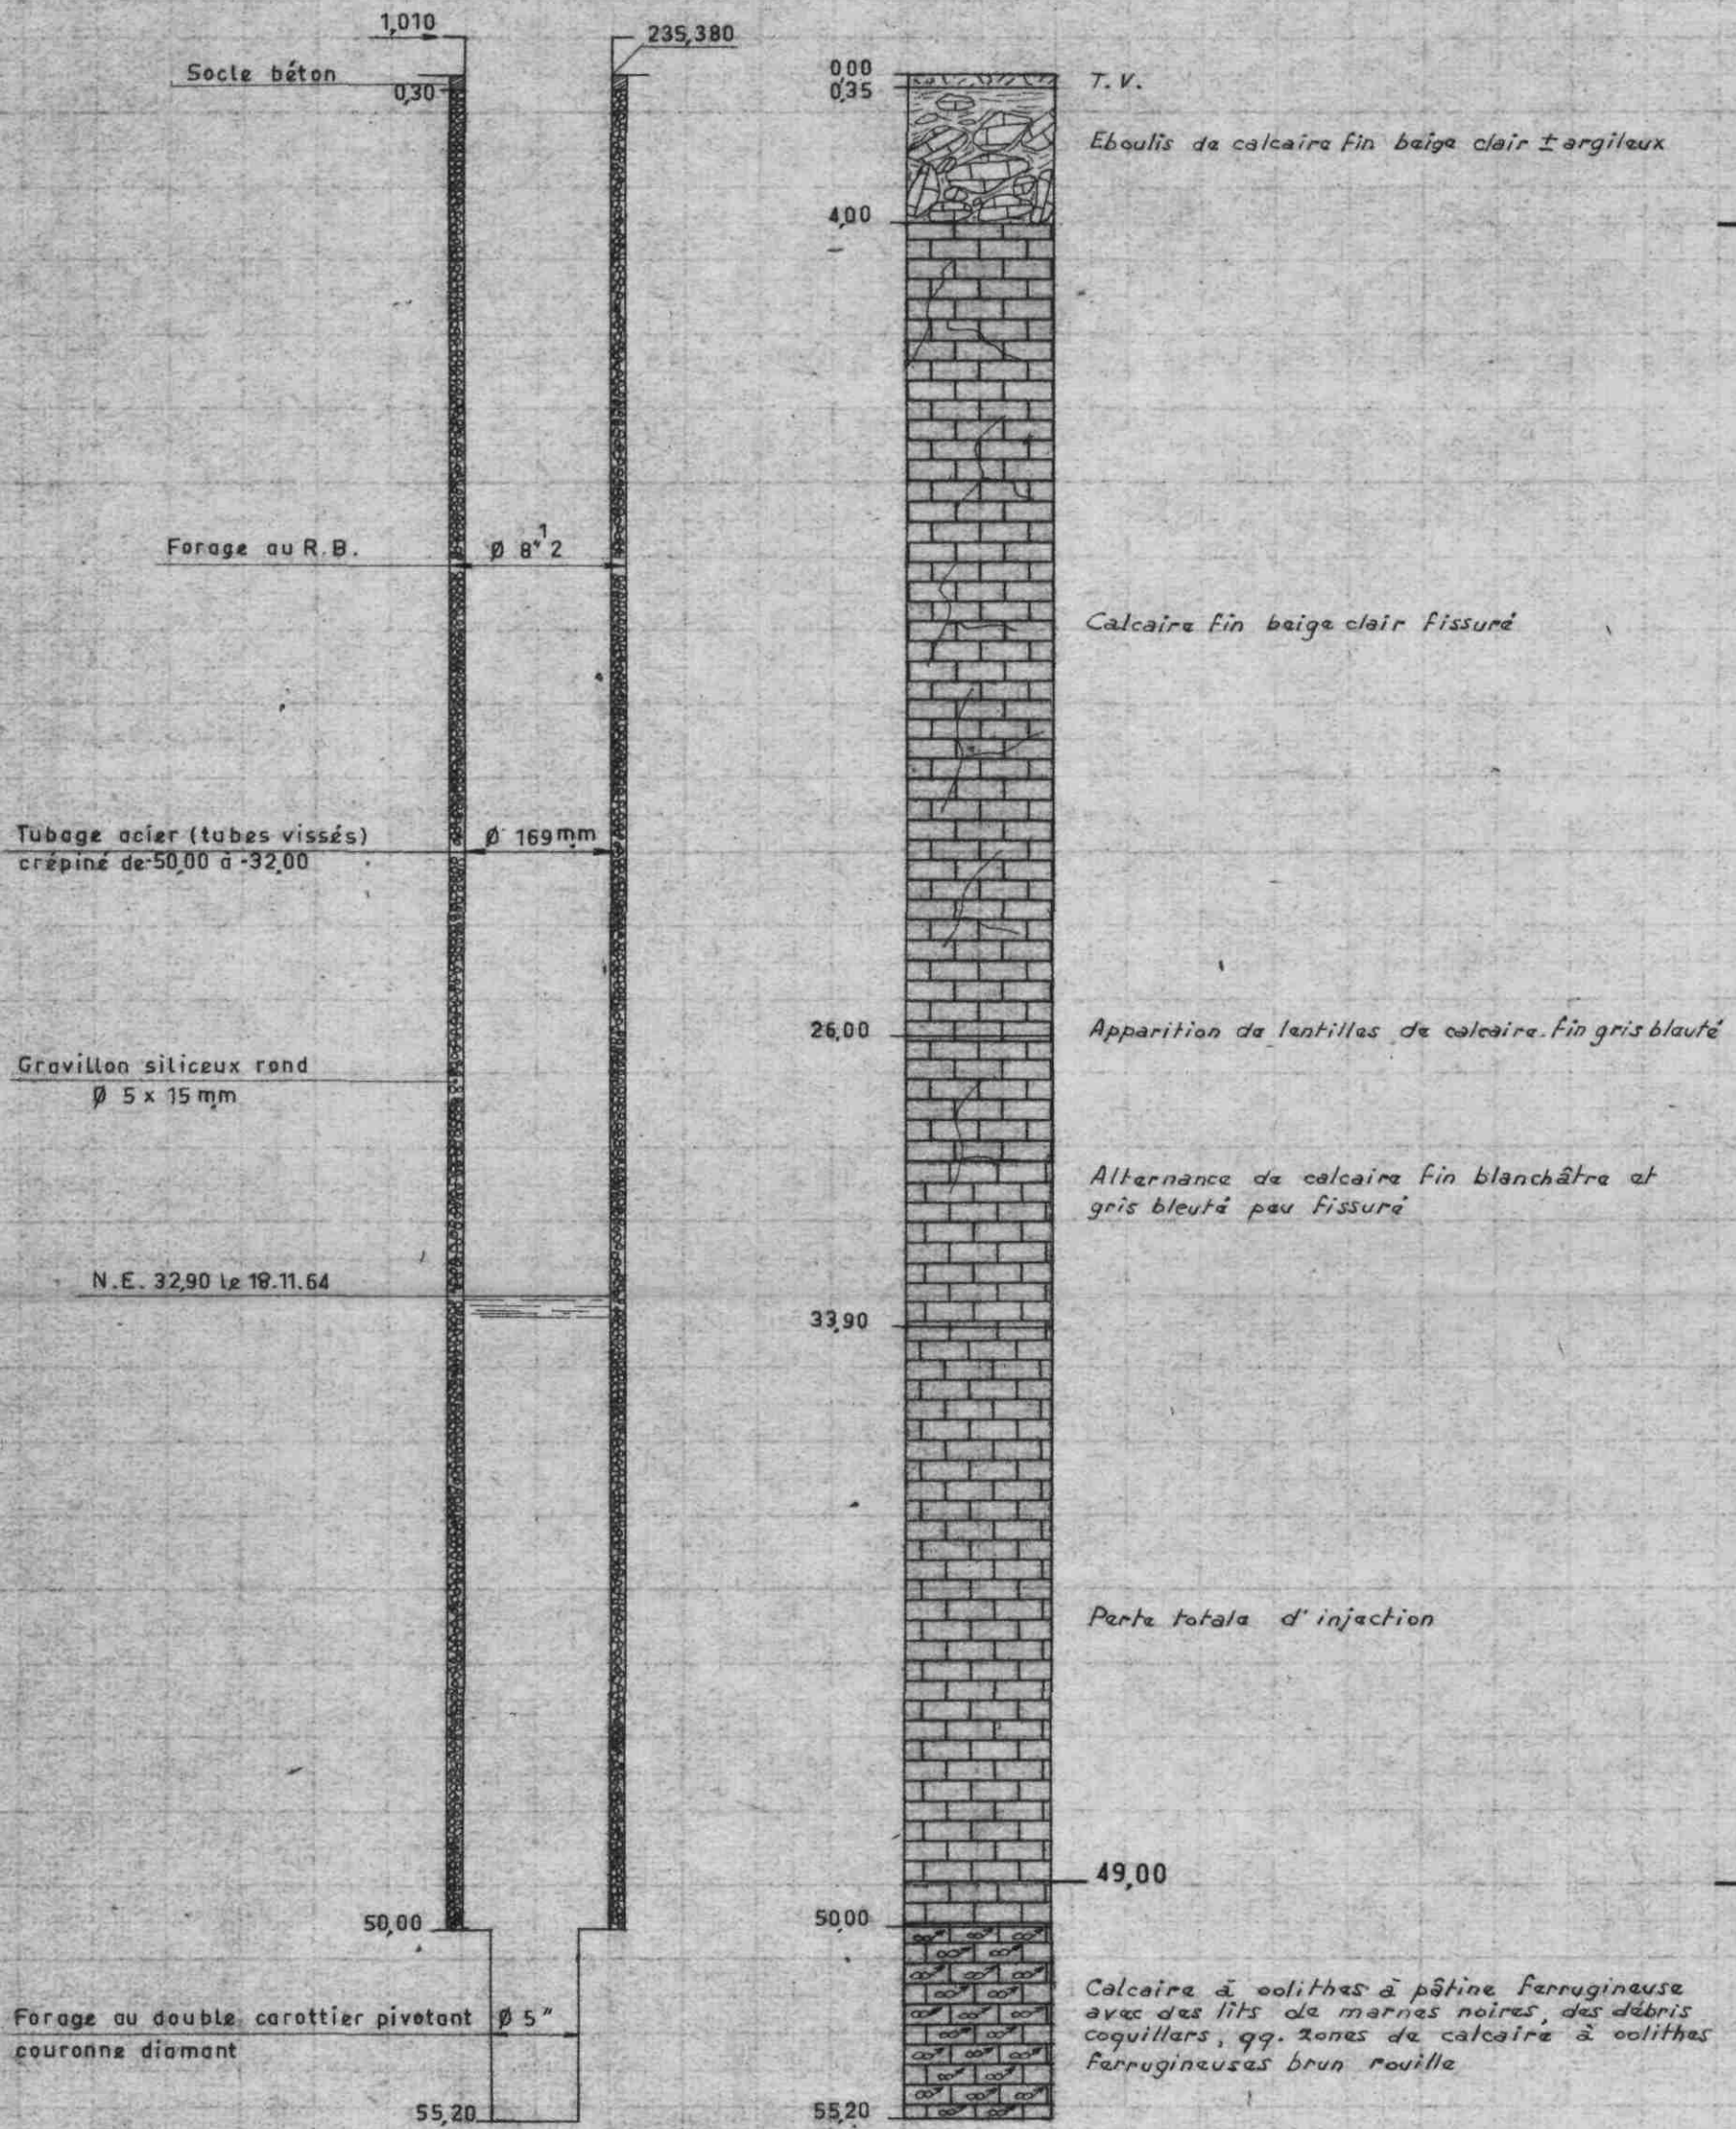 1,010
235,380
Socle béton
0,30
0,00
0,35
T. V.
Eboulis de calcaire fin beige clair ± argileux
4,00
Forage au R.B.
Ø 8" 1/2
Calcaire fin beige clair fissuré
Tubage acier (tubes vissés)
crépiné de -50,00 à -32,00
Ø 169 mm
26,00
Apparition de lentilles de calcaire fin gris bleuté
Gravillon siliceux rond
Ø 5 x 15 mm
Alternance de calcaire fin blanchâtre et
gris bleuté peu fissuré
N.E. 32,90 le 18.11.64
33,90
Perte totale d'injection
49,00
50,00
50,00
Forage au double carottier pivotant
couronne diamant
Ø 5"
Calcaire à oolithes à pâtine ferrugineuse
avec des lits de marnes noires, des débris
coquillers, qq. zones de calcaire à oolithes
ferrugineuses brun rouille
55,20
55,20